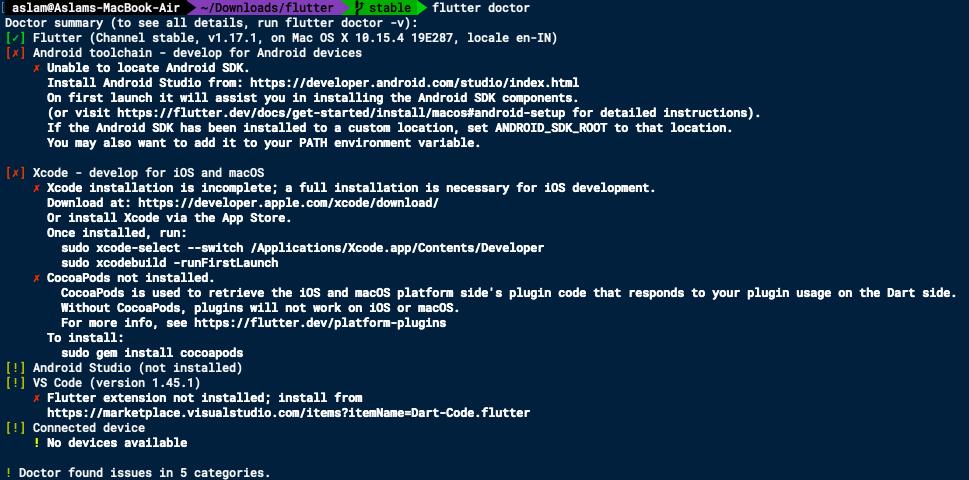 aslam@Aslams-MacBook-Air ~/Downloads/flutter stable flutter doctor
Doctor summary (to see all details, run flutter doctor -v):
[✓] Flutter (Channel stable, v1.17.1, on Mac OS X 10.15.4 19E287, locale en-IN)
[✗] Android toolchain - develop for Android devices
✗ Unable to locate Android SDK.
Install Android Studio from: https://developer.android.com/studio/index.html
On first launch it will assist you in installing the Android SDK components.
(or visit https://flutter.dev/docs/get-started/install/macos#android-setup for detailed instructions).
If the Android SDK has been installed to a custom location, set ANDROID_SDK_ROOT to that location.
You may also want to add it to your PATH environment variable.
[✗] Xcode - develop for iOS and macOS
✗ Xcode installation is incomplete; a full installation is necessary for iOS development.
Download at: https://developer.apple.com/xcode/download/
Or install Xcode via the App Store.
Once installed, run:
sudo xcode-select --switch /Applications/Xcode.app/Contents/Developer
sudo xcodebuild -runFirstLaunch
✗ CocoaPods not installed.
CocoaPods is used to retrieve the iOS and macOS platform side's plugin code that responds to your plugin usage on the Dart side.
Without CocoaPods, plugins will not work on iOS or macOS.
For more info, see https://flutter.dev/platform-plugins
To install:
sudo gem install cocoapods
[!] Android Studio (not installed)
[!] VS Code (version 1.45.1)
✗ Flutter extension not installed; install from
https://marketplace.visualstudio.com/items?itemName=Dart-Code.flutter
[!] Connected device
! No devices available
! Doctor found issues in 5 categories.